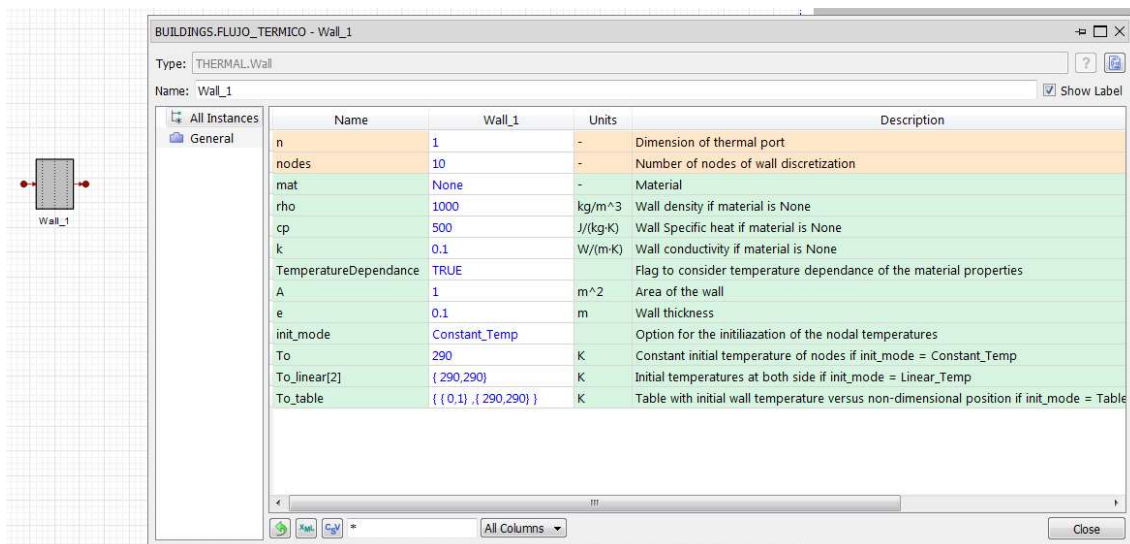 BUILDINGS.FLUJO_TERMICO - Wall_1
Type: THERMAL.Wall
Name: Wall_1 Show Label
All Instances
General
Name Wall_1 Units Description
n 1 - Dimension of thermal port
nodes 10 - Number of nodes of wall discretization
mat None - Material
rho 1000 kg/m^3 Wall density if material is None
cp 500 J/(kg·K) Wall Specific heat if material is None
k 0.1 W/(m·K) Wall conductivity if material is None
TemperatureDependance TRUE Flag to consider temperature dependance of the material properties
A 1 m^2 Area of the wall
e 0.1 m Wall thickness
init_mode Constant_Temp Option for the initiliazation of the nodal temperatures
To 290 K Constant initial temperature of nodes if init_mode = Constant_Temp
To_linear[2] { 290,290} K Initial temperatures at both side if init_mode = Linear_Temp
To_table { { 0,1} ,{ 290,290} } K Table with initial wall temperature versus non-dimensional position if init_mode = Table
Wall_1
XML CSV * All Columns Close